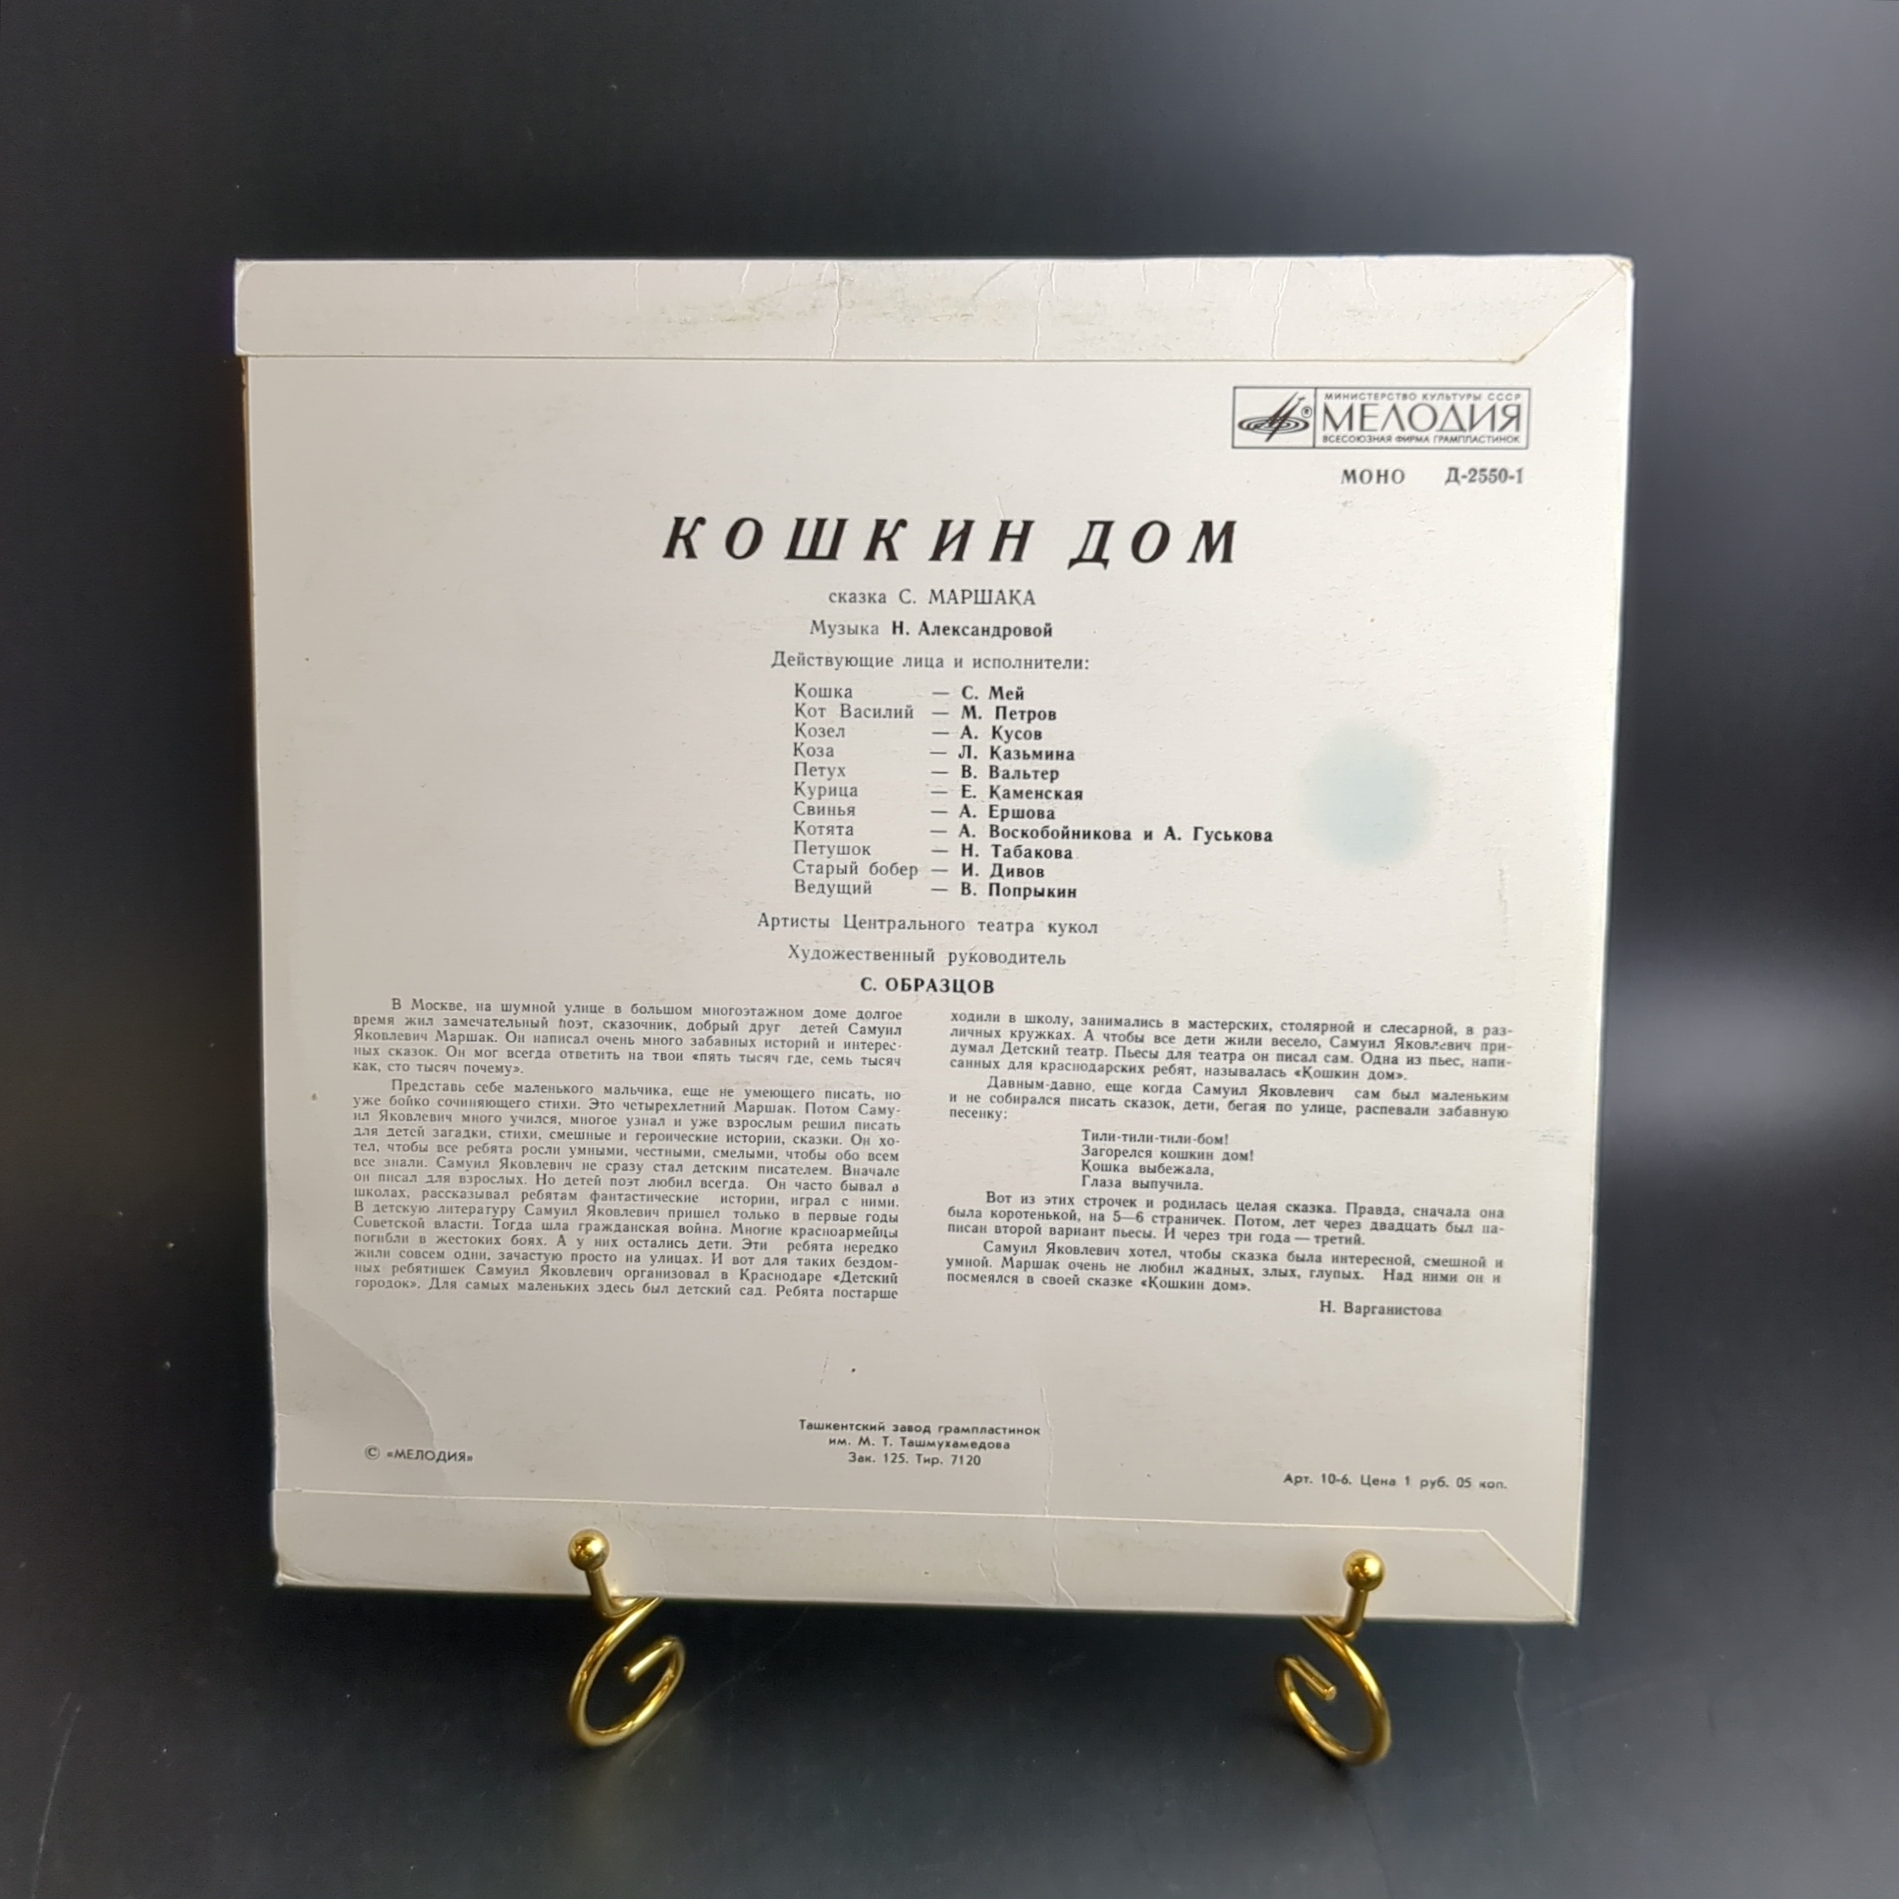 МИНИСТЕРСТВО КУЛЬТУРЫ СССР
МЕЛОДИЯ
ВСЕСОЮЗНАЯ ФИРМА ГРАМПЛАСТИНОК
МОНО Д-2550-1
КОШКИН ДОМ
сказка С. МАРШАКА
Музыка Н. Александровой
Действующие лица и исполнители:
Кошка — С. Мей
Кот Василий — М. Петров
Козел — А. Кусов
Коза — Л. Казьмина
Петух — В. Вальтер
Курица — Е. Каменская
Свинья — А. Ершова
Котята — А. Воскобойникова и А. Гуськова
Петушок — Н. Табакова
Старый бобер — И. Дивов
Ведущий — В. Попрыкин
Артисты Центрального театра кукол
Художественный руководитель
С. ОБРАЗЦОВ
В Москве, на шумной улице в большом многоэтажном доме долгое
время жил замечательный поэт, сказочник, добрый друг детей Самуил
Яковлевич Маршак. Он написал очень много забавных историй и интерес-
ных сказок. Он мог всегда ответить на твои «пять тысяч где, семь тысяч
как, сто тысяч почему».
Представь себе маленького мальчика, еще не умеющего писать, но
уже бойко сочиняющего стихи. Это четырехлетний Маршак. Потом Саму-
ил Яковлевич много учился, многое узнал и уже взрослым решил писать
для детей загадки, стихи, смешные и героические истории, сказки. Он хо-
тел, чтобы все ребята росли умными, честными, смелыми, чтобы обо всем
все знали. Самуил Яковлевич не сразу стал детским писателем. Вначале
он писал для взрослых. Но детей поэт любил всегда. Он часто бывал в
школах, рассказывал ребятам фантастические истории, играл с ними.
В детскую литературу Самуил Яковлевич пришел только в первые годы
Советской власти. Тогда шла гражданская война. Многие красноармейцы
погибли в жестоких боях. А у них остались дети. Эти ребята нередко
жили совсем одни, зачастую просто на улицах. И вот для таких бездом-
ных ребятишек Самуил Яковлевич организовал в Краснодаре «Детский
городок». Для самых маленьких здесь был детский сад. Ребята постарше
ходили в школу, занимались в мастерских, столярной и слесарной, в раз-
личных кружках. А чтобы все дети жили весело, Самуил Яковлевич при-
думал Детский театр. Пьесы для театра он писал сам. Одна из пьес, напи-
санных для краснодарских ребят, называлась «Кошкин дом».
Давным-давно, еще когда Самуил Яковлевич сам был маленьким
и не собирался писать сказок, дети, бегая по улице, распевали забавную
песенку:
Тили-тили-тили-бом!
Загорелся кошкин дом!
Кошка выбежала,
Глаза выпучила.
Вот из этих строчек и родилась целая сказка. Правда, сначала она
была коротенькой, на 5—6 страничек. Потом, лет через двадцать был на-
писан второй вариант пьесы. И через три года — третий.
Самуил Яковлевич хотел, чтобы сказка была интересной, смешной и
умной. Маршак очень не любил жадных, злых, глупых. Над ними он и
посмеялся в своей сказке «Кошкин дом».
Н. Варганистова
© «МЕЛОДИЯ»
Ташкентский завод грампластинок
им. М. Т. Ташмухамедова
Зак. 125. Тир. 7120
Арт. 10-6. Цена 1 руб. 05 коп.